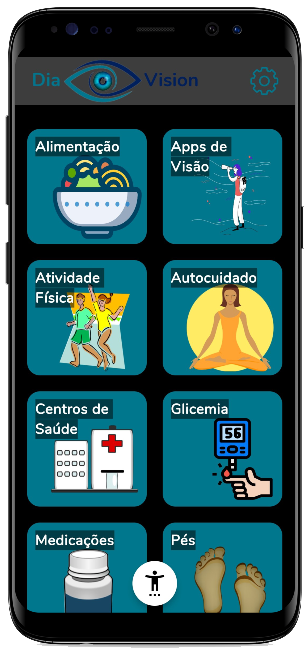 Dia Vision
Alimentação
Apps de
Visão
Atividade
Física
Autocuidado
Centros de
Saúde
Glicemia
56
Medicações
Pés